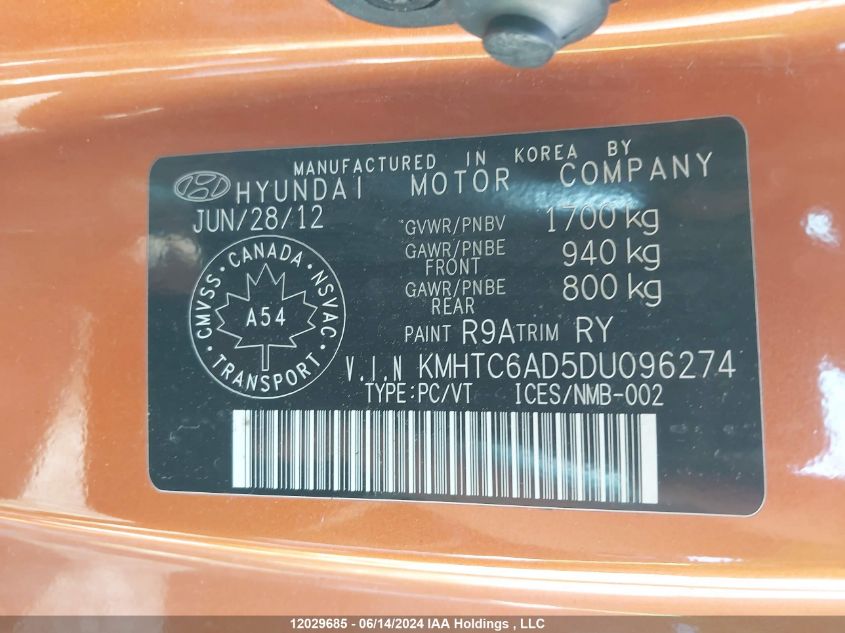 MANUFACTURED IN KOREA BY
HYUNDAI MOTOR COMPANY
JUN/28/12
GVWR/PNBV 1700 kg
GAWR/PNBE FRONT 940 kg
GAWR/PNBE REAR 800 kg
CMVSS · CANADA · NSVAC · TRANSPORT ·
A54
PAINT R9A TRIM RY
V.I.N KMHTC6AD5DU096274
TYPE:PC/VT ICES/NMB-002
12029685 - 06/14/2024 IAA Holdings , LLC